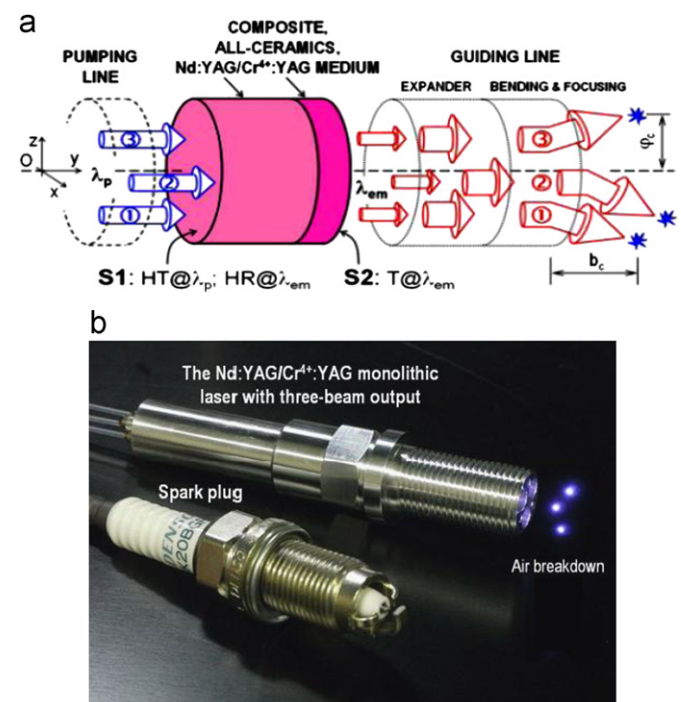 a
COMPOSITE,
ALL-CERAMICS,
Nd:YAG/Cr⁴⁺:YAG MEDIUM
PUMPING
LINE
GUIDING LINE
EXPANDER
BENDING & FOCUSING
z
O
y
x
λp
③
②
①
λem
③
②
①
φc
bc
S1: HT@λp; HR@λem
S2: T@λem
b
The Nd:YAG/Cr⁴⁺:YAG monolithic
laser with three-beam output
Spark plug
DENSO
Air breakdown